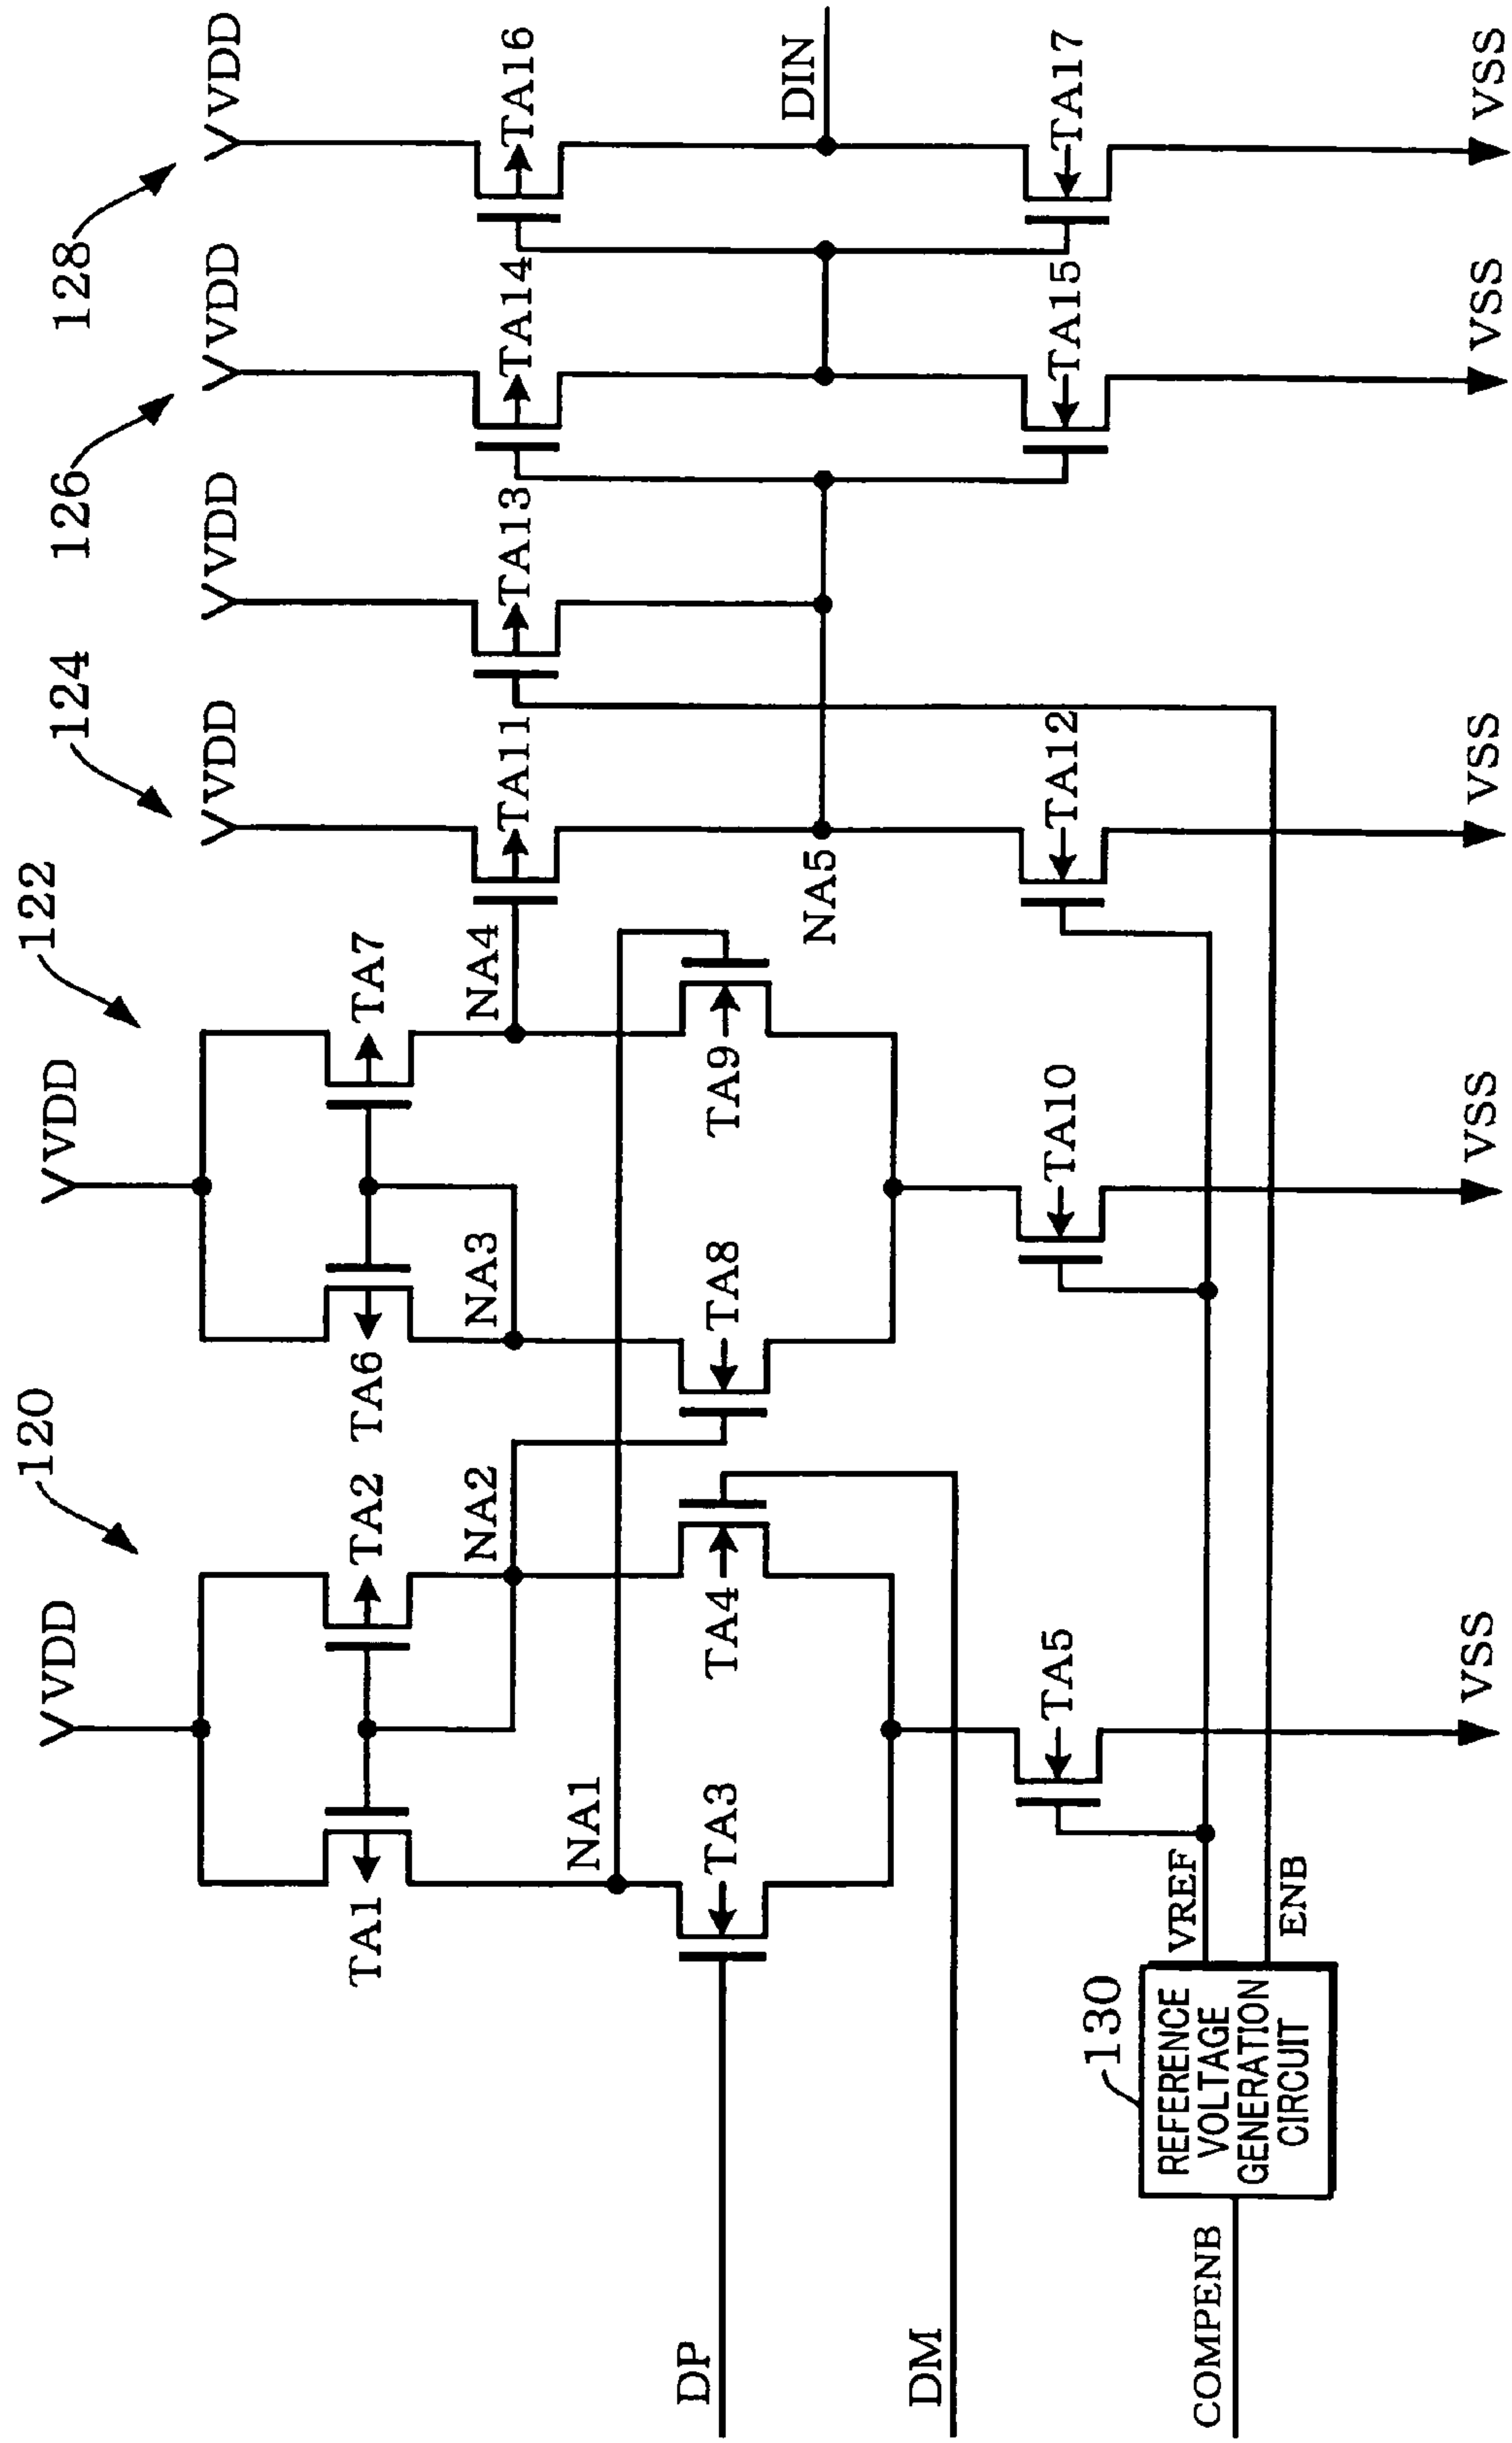 120
122
124
126
128
VDD
VDD
VDD
VDD
VDD
VDD
TA1
TA2
TA6
TA7
TA11
TA13
TA14
TA16
NA1
NA2
NA3
NA4
NA5
DIN
DP
TA3
TA4
TA8
TA9
DM
TA5
TA10
TA12
TA15
TA17
130
COMPENB
REFERENCE
VOLTAGE
GENERATION
CIRCUIT
VREF
ENB
VSS
VSS
VSS
VSS
VSS